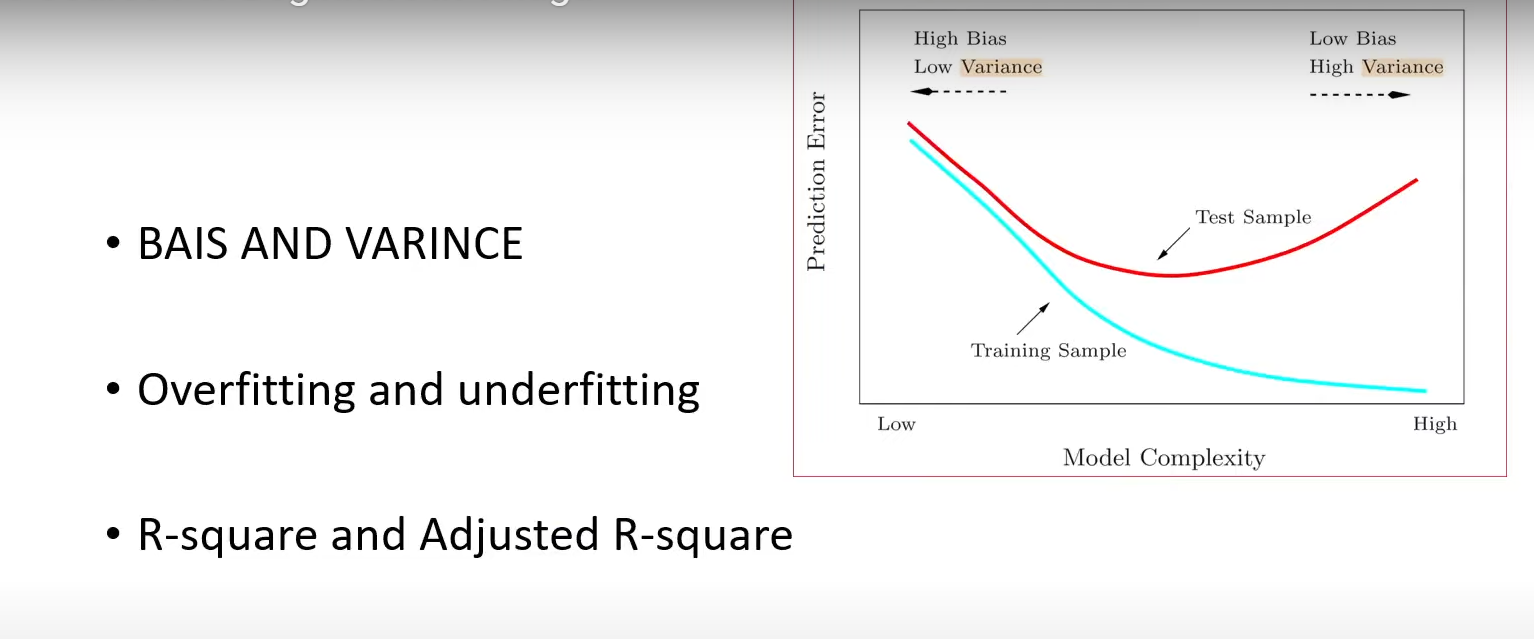 • BAIS AND VARINCE
• Overfitting and underfitting
• R-square and Adjusted R-square
High Bias
Low Variance
Low Bias
High Variance
Prediction Error
Test Sample
Training Sample
Low
High
Model Complexity